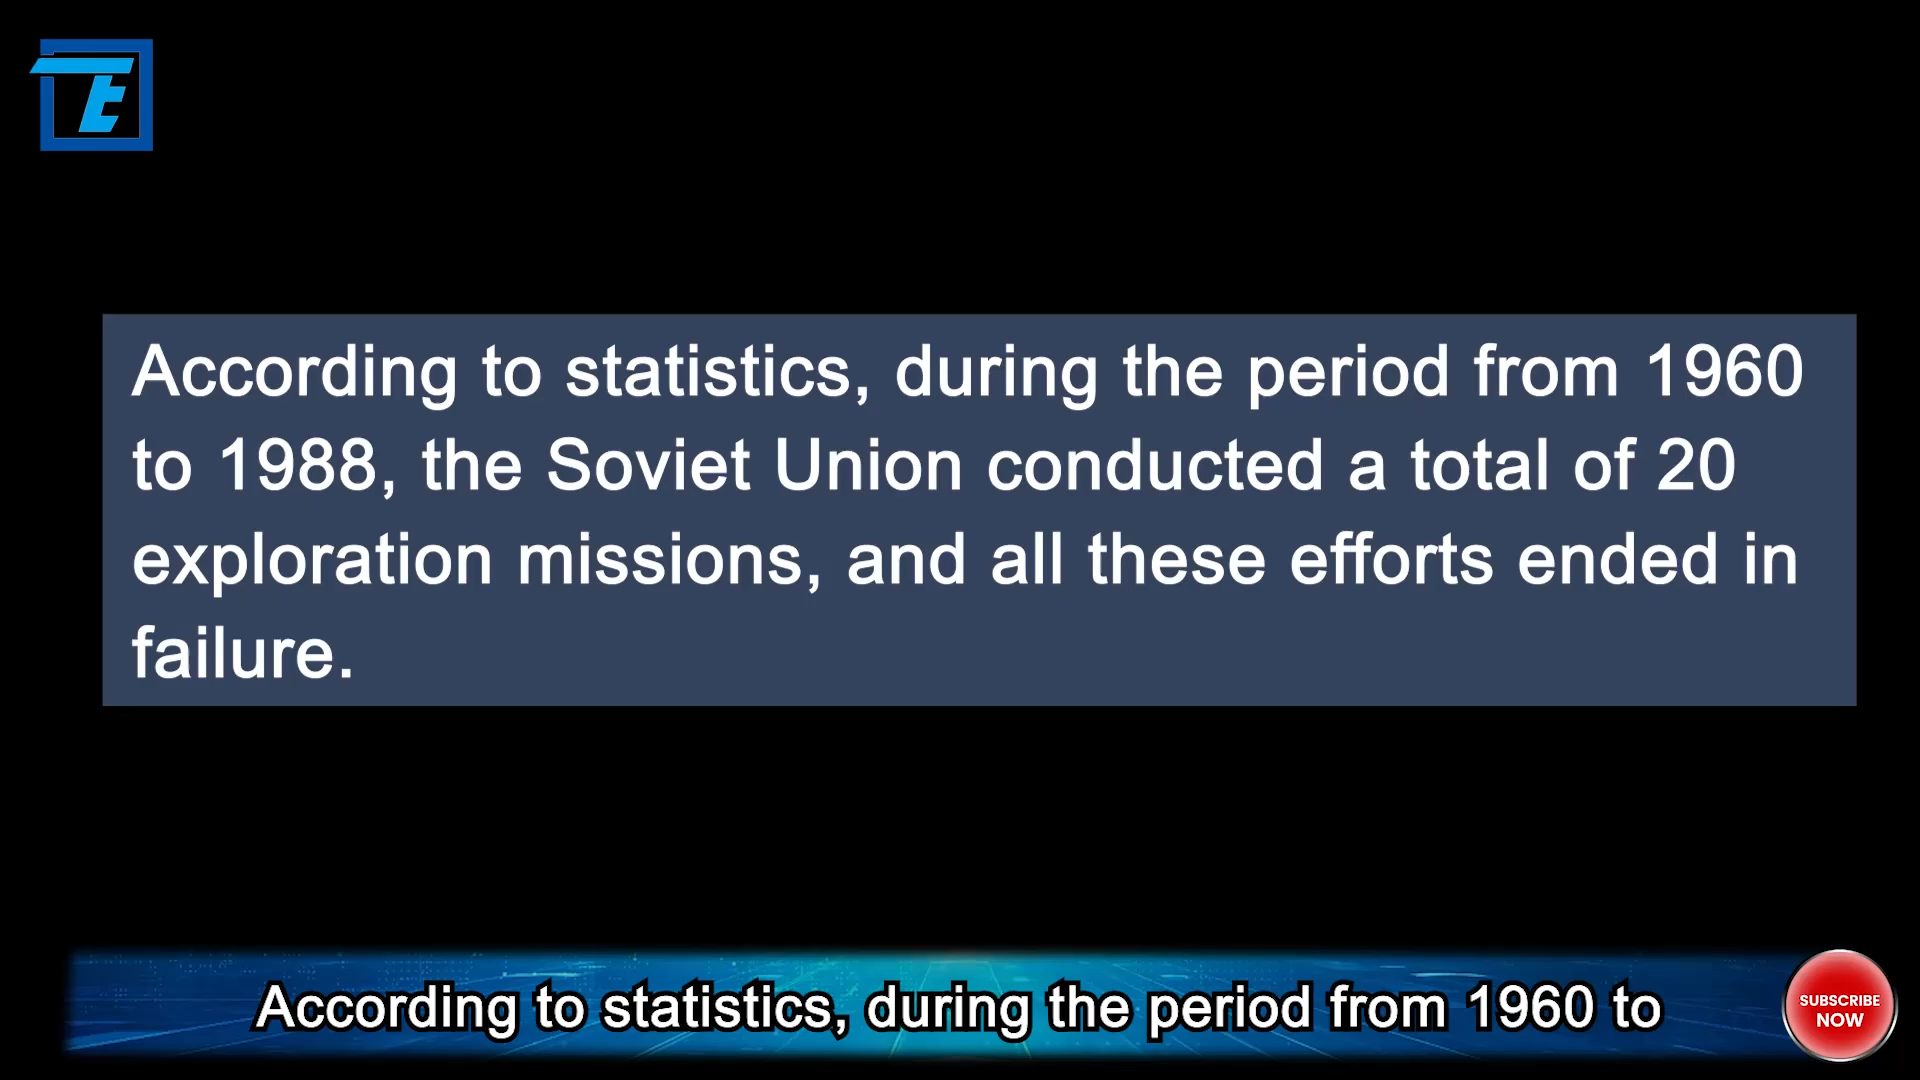 TE
According to statistics, during the period from 1960
to 1988, the Soviet Union conducted a total of 20
exploration missions, and all these efforts ended in
failure.
According to statistics, during the period from 1960 to
SUBSCRIBE
NOW